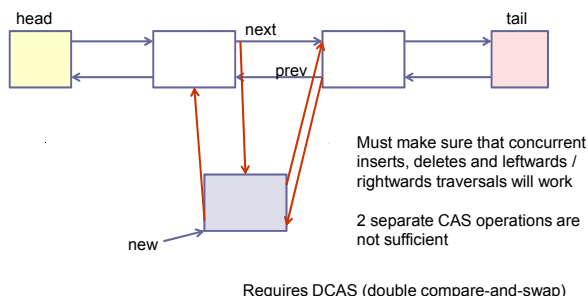 head
next
tail
prev
Must make sure that concurrent
inserts, deletes and leftwards /
rightwards traversals will work
2 separate CAS operations are
not sufficient
new
Requires DCAS (double compare-and-swap)